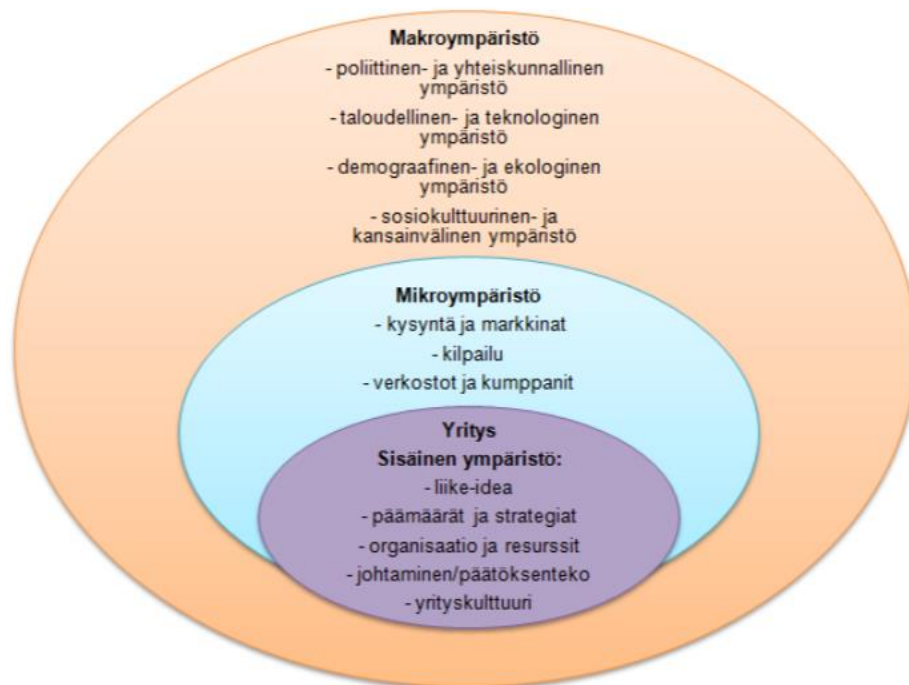 Makroympäristö
- poliittinen- ja yhteiskunnallinen
ympäristö
- taloudellinen- ja teknologinen
ympäristö
- demograafinen- ja ekologinen
ympäristö
- sosiokulttuurinen- ja
kansainvälinen ympäristö
Mikroympäristö
- kysyntä ja markkinat
- kilpailu
- verkostot ja kumppanit
Yritys
Sisäinen ympäristö:
- liike-idea
- päämäärät ja strategiat
- organisaatio ja resurssit
- johtaminen/päätöksenteko
- yrityskulttuuri